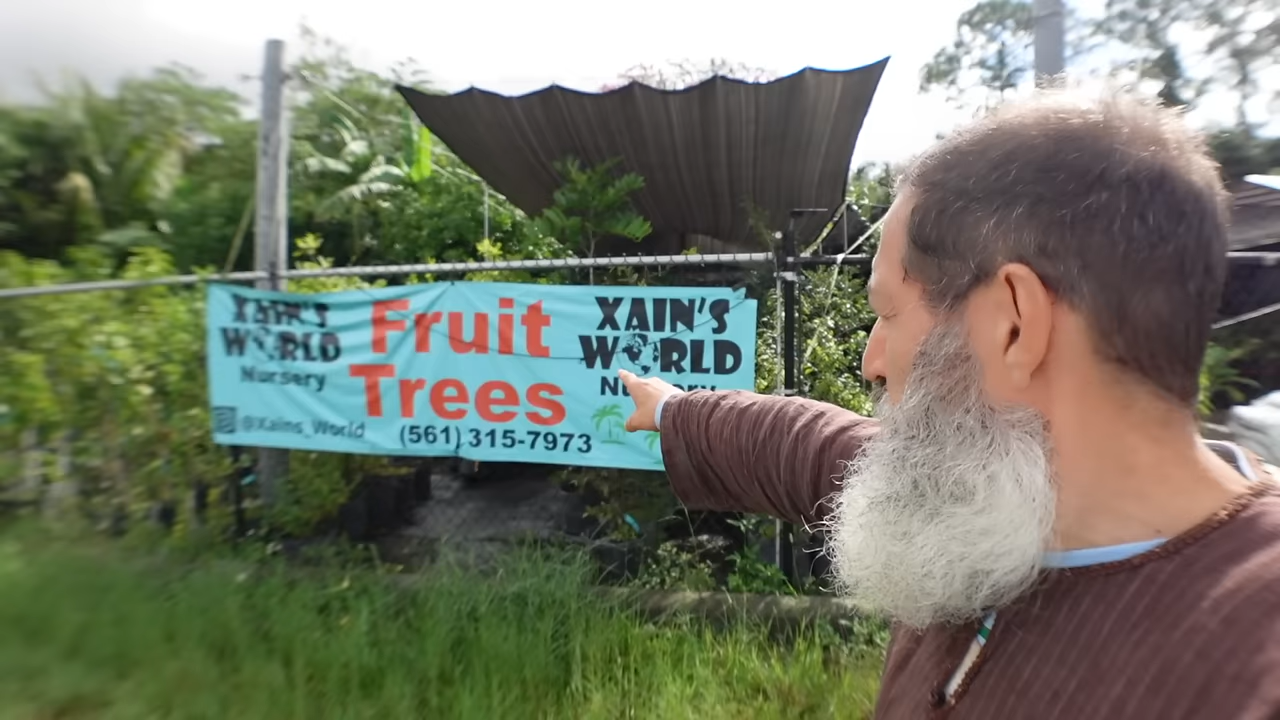 XAIN'S
WORLD
Nursery
@Xains_World
Fruit
Trees
(561) 315-7973
XAIN'S
WORLD